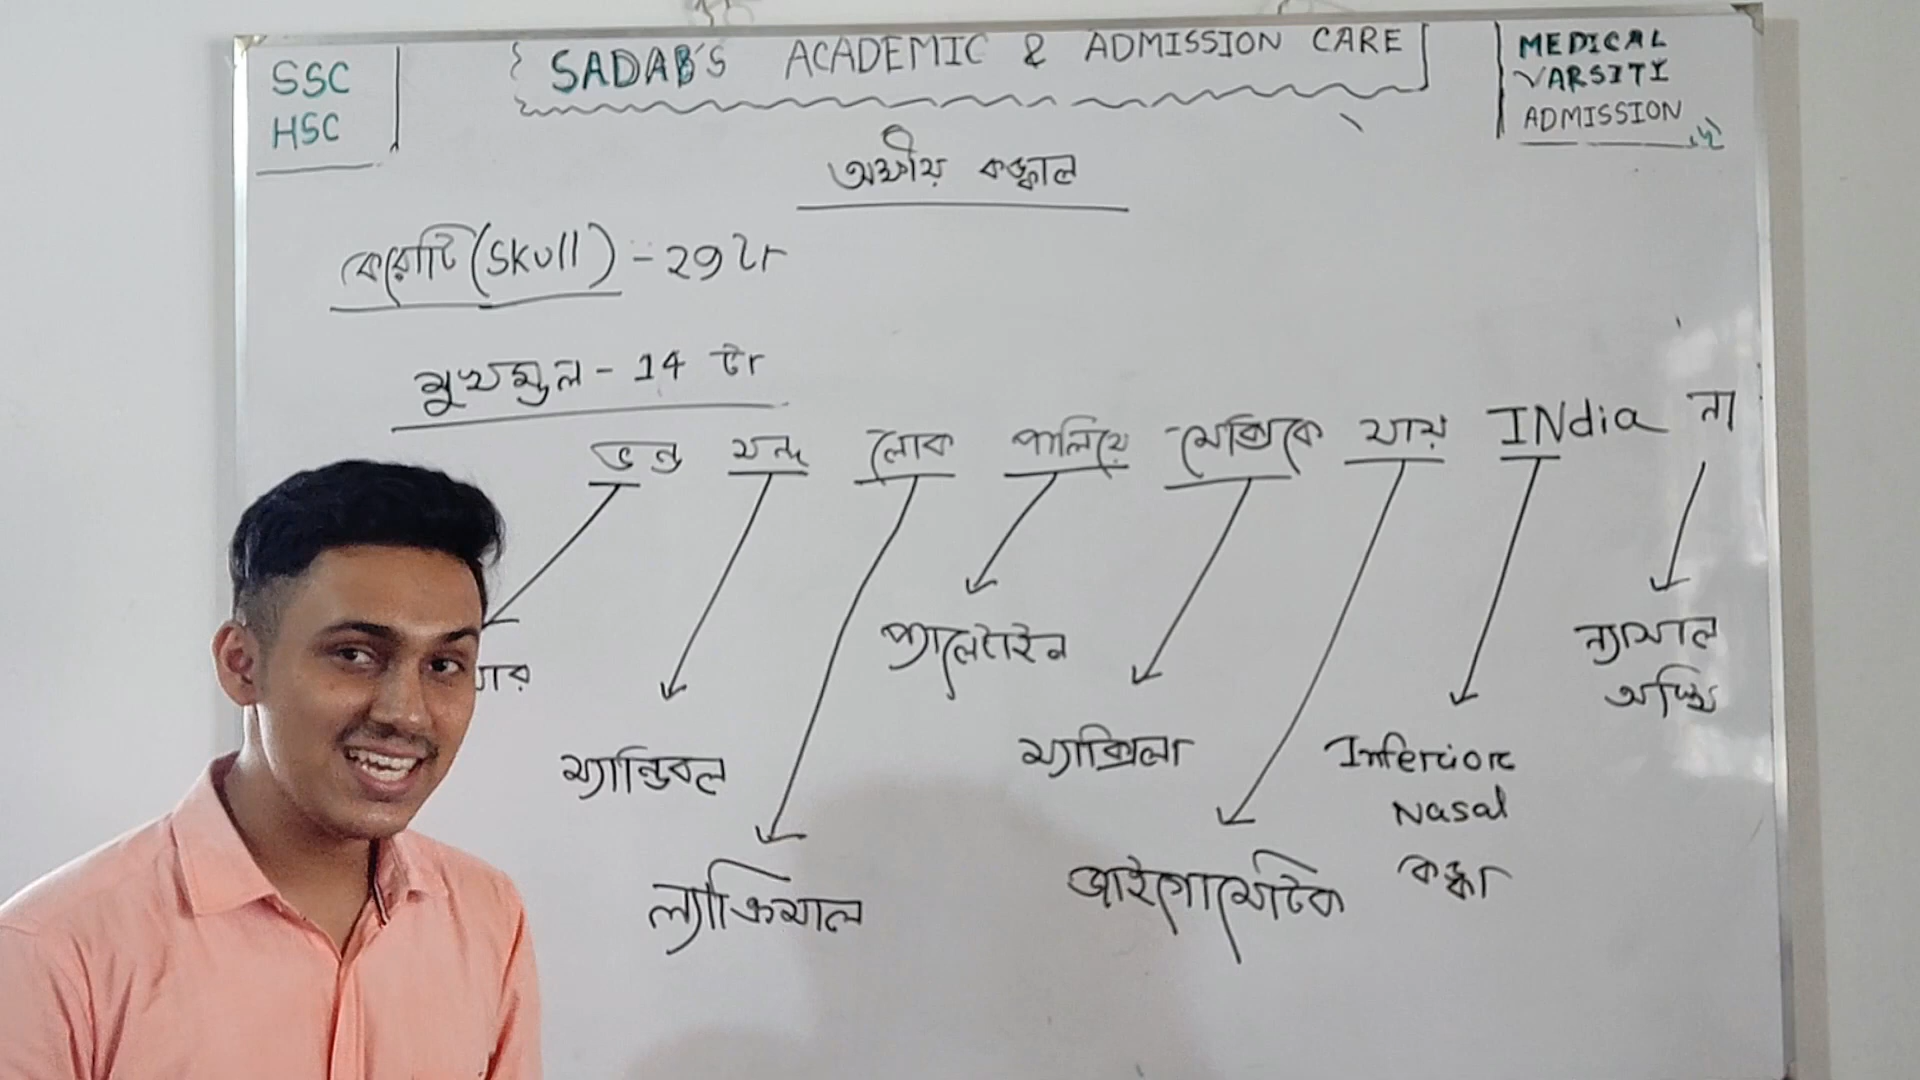 SSC
HSC
SADAB'S ACADEMIC & ADMISSION CARE
MEDICAL
VARSITY
ADMISSION
অক্ষীয় কঙ্কাল
করোটি (Skull) = 29 টা
মুখমন্ডল - 14 টা
ভন্ড মন্দ লোক পালিয়ে মেক্সিকে যায় INdia না
প্যালেটাইন
ন্যাসাল
অস্থি
ম্যান্ডিবল
ম্যাক্সিলা
Inferior
Nasal
কঙ্কা
ল্যাক্রিমাল
জাইগোমেটিক